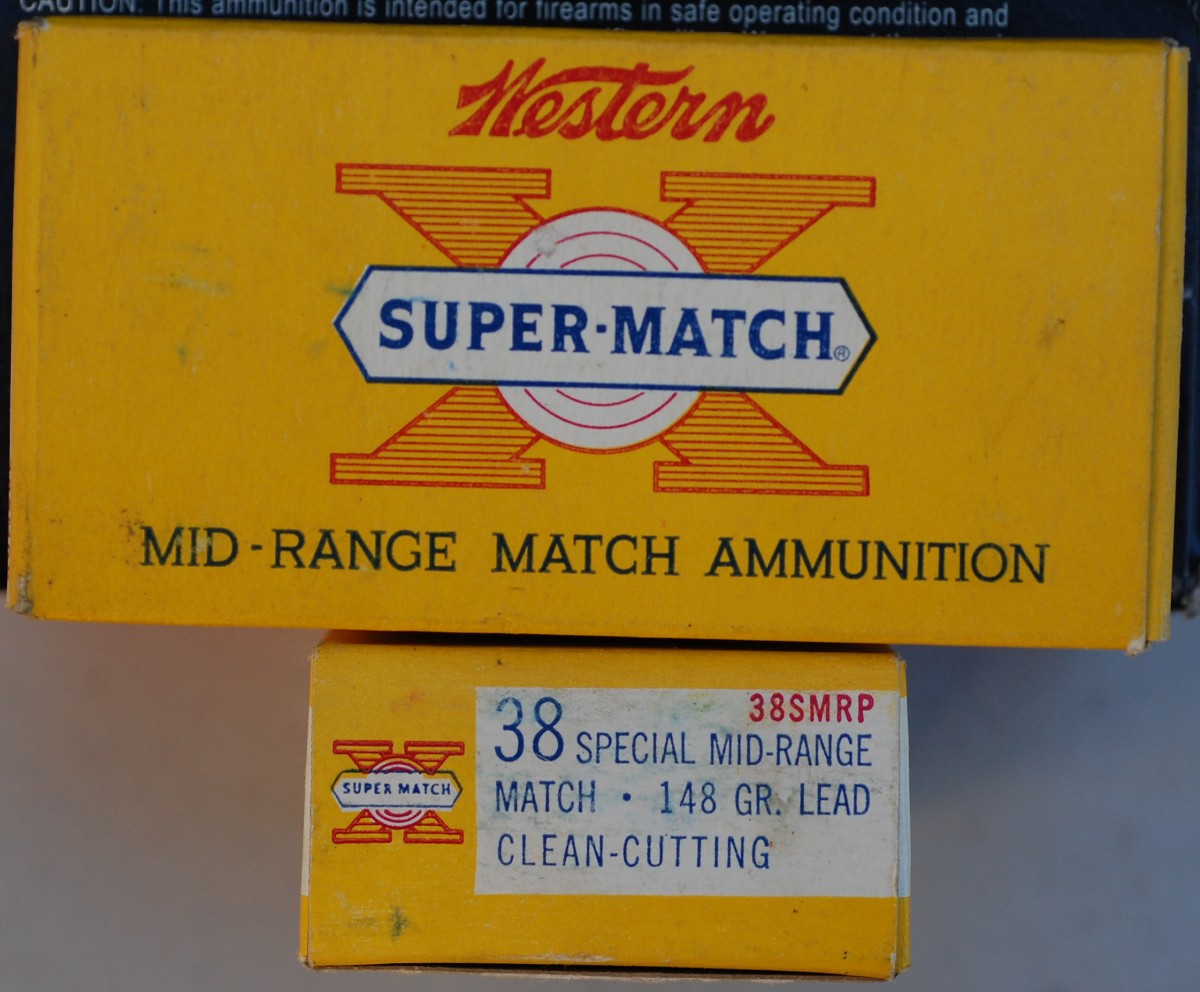 CAUTION: This ammunition is intended for firearms in safe operating condition and
Western
SUPER-MATCH®
MID-RANGE MATCH AMMUNITION
38SMRP
38 SPECIAL MID-RANGE
MATCH • 148 GR. LEAD
CLEAN-CUTTING
SUPER MATCH